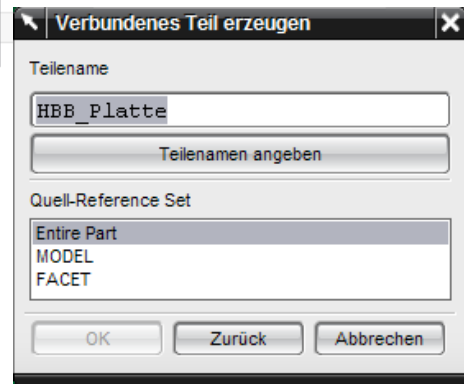 Verbundenes Teil erzeugen
Teilename
HBB_Platte
Teilenamen angeben
Quell-Reference Set
Entire Part
MODEL
FACET
OK Zurück Abbrechen